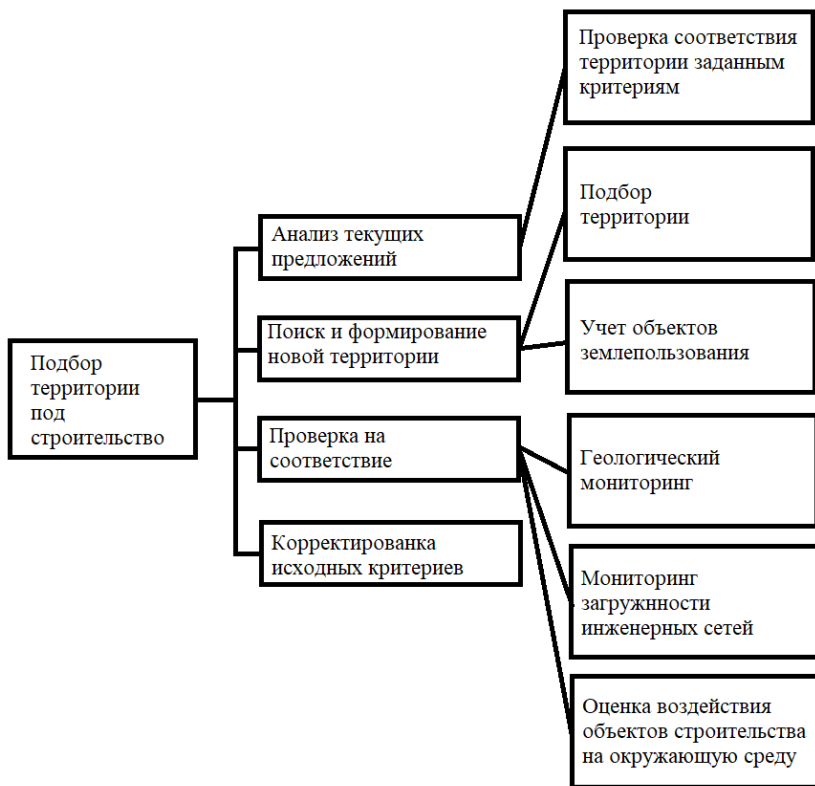 Подбор
территории
под
строительство
Анализ текущих
предложений
Поиск и формирование
новой территории
Проверка на
соответствие
Корректированка
исходных критериев
Проверка соответствия
территории заданным
критериям
Подбор
территории
Учет объектов
землепользования
Геологический
мониторинг
Мониторинг
загружнности
инженерных сетей
Оценка воздействия
объектов строительства
на окружающую среду